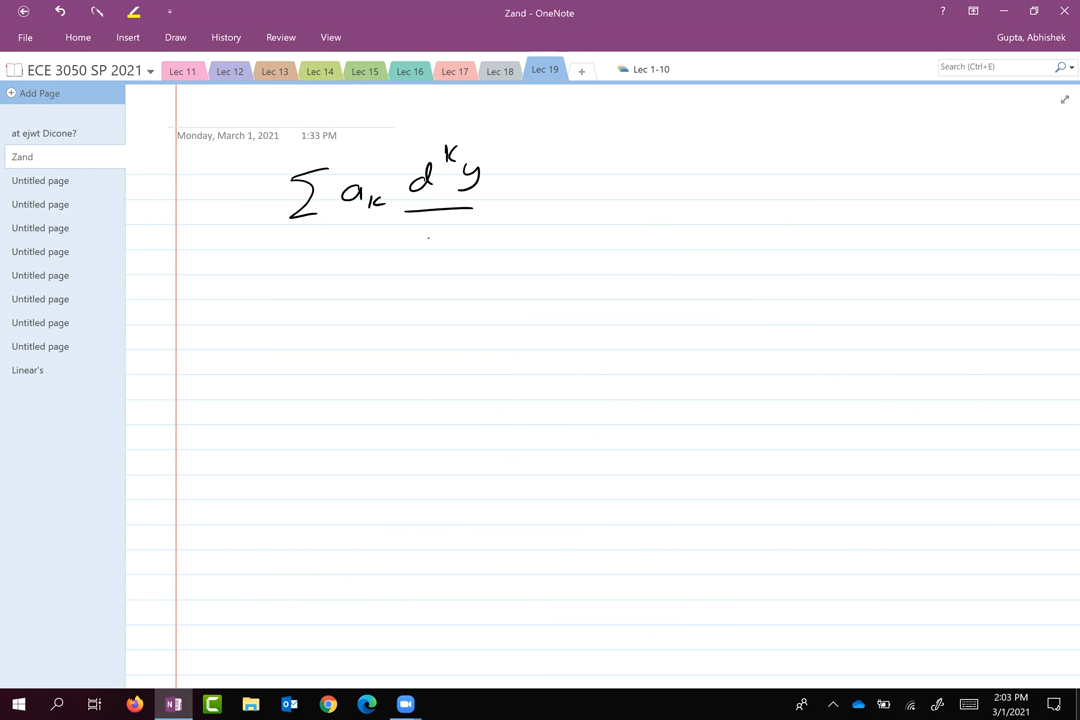 Zand - OneNote
?
Gupta, Abhishek
File Home Insert Draw History Review View
ECE 3050 SP 2021
Lec 11 Lec 12 Lec 13 Lec 14 Lec 15 Lec 16 Lec 17 Lec 18 Lec 19 + Lec 1-10
Search (Ctrl+E)
Add Page
at ejwt Dicone?
Zand
Untitled page
Untitled page
Untitled page
Untitled page
Untitled page
Untitled page
Untitled page
Untitled page
Linear's
Monday, March 1, 2021 1:33 PM
∑ aₖ dᵏy
2:03 PM
3/1/2021